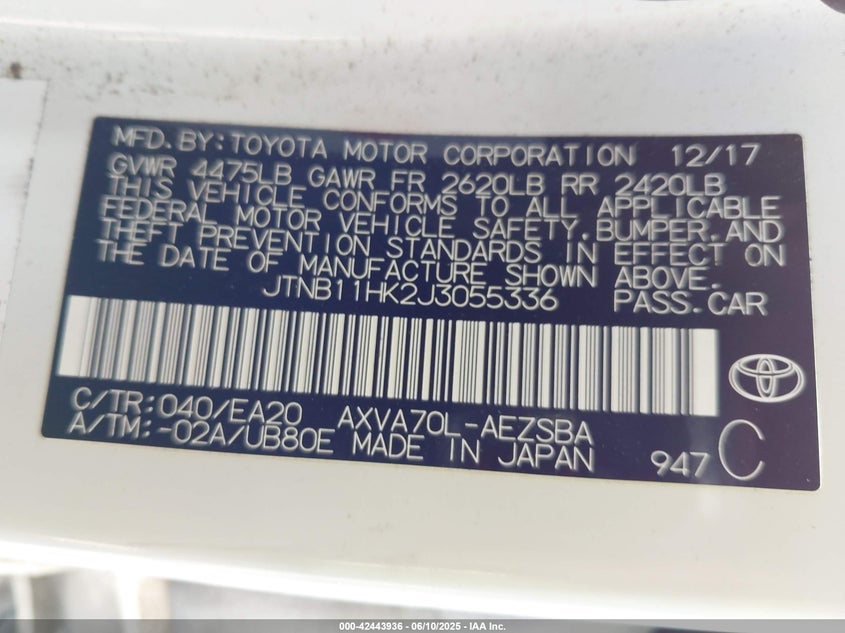 MFD.BY:TOYOTA MOTOR CORPORATION 12/17
GVWR 4475LB GAWR FR 2620LB RR 2420LB
THIS VEHICLE CONFORMS TO ALL APPLICABLE
FEDERAL MOTOR VEHICLE SAFETY,BUMPER,AND
THEFT PREVENTION STANDARDS IN EFFECT ON
THE DATE OF MANUFACTURE SHOWN ABOVE.
JTNB11HK2J3055336 PASS.CAR
C/TR:040/EA20 AXVA70L-AEZSBA
A/TM:-02A/UB80E MADE IN JAPAN 947 C
000-42443936 - 06/10/2025 - IAA Inc.